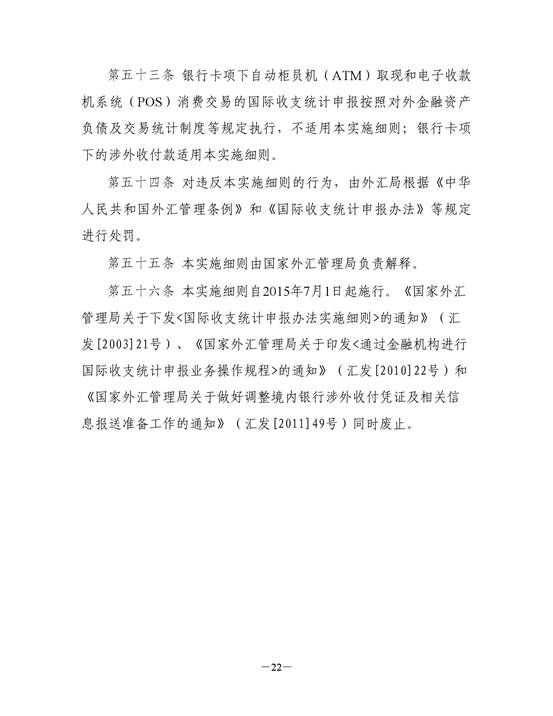 第五十三条 银行卡项下自动柜员机（ATM）取现和电子收款
机系统（POS）消费交易的国际收支统计申报按照对外金融资产
负债及交易统计制度等规定执行，不适用本实施细则；银行卡项
下的涉外收付款适用本实施细则。
第五十四条 对违反本实施细则的行为，由外汇局根据《中华
人民共和国外汇管理条例》和《国际收支统计申报办法》等规定
进行处罚。
第五十五条 本实施细则由国家外汇管理局负责解释。
第五十六条 本实施细则自2015年7月1日起施行。《国家外汇
管理局关于下发<国际收支统计申报办法实施细则>的通知》（汇
发[2003]21号）、《国家外汇管理局关于印发<通过金融机构进行
国际收支统计申报业务操作规程>的通知》（汇发[2010]22号）和
《国家外汇管理局关于做好调整境内银行涉外收付凭证及相关信
息报送准备工作的通知》（汇发[2011]49号）同时废止。
—22—